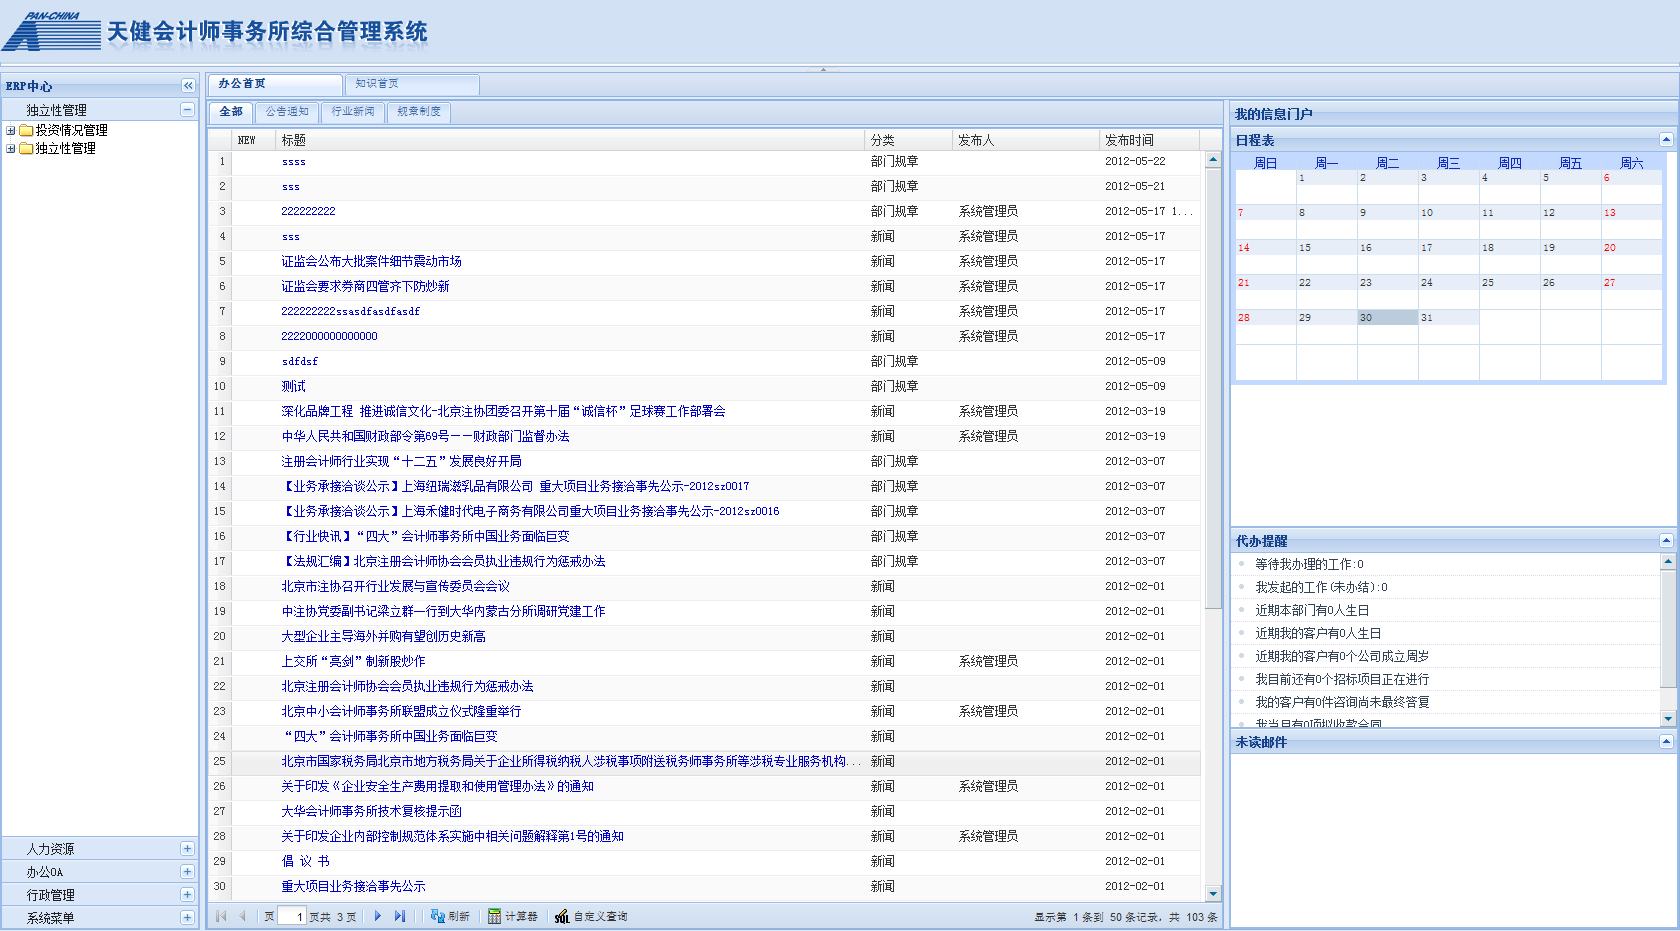 PAN-CHINA
天健会计师事务所综合管理系统
ERP中心
独立性管理
投资情况管理
独立性管理
人力资源
办公OA
行政管理
系统菜单
办公首页 知识首页
全部 公告通知 行业新闻 规章制度
NEW 标题 分类 发布人 发布时间
1 ssss 部门规章 2012-05-22
2 sss 部门规章 2012-05-21
3 222222222 部门规章 系统管理员 2012-05-17 1...
4 sss 新闻 系统管理员 2012-05-17
5 证监会公布大批案件细节震动市场 新闻 系统管理员 2012-05-17
6 证监会要求券商四管齐下防炒新 新闻 系统管理员 2012-05-17
7 222222222ssasdfasdfasdf 新闻 系统管理员 2012-05-17
8 2222000000000000 新闻 系统管理员 2012-05-17
9 sdfdsf 部门规章 2012-05-09
10 测试 部门规章 2012-05-09
11 深化品牌工程 推进诚信文化-北京注协团委召开第十届“诚信杯”足球赛工作部署会 新闻 系统管理员 2012-03-19
12 中华人民共和国财政部令第69号——财政部门监督办法 新闻 系统管理员 2012-03-19
13 注册会计师行业实现“十二五”发展良好开局 部门规章 2012-03-07
14 【业务承接洽谈公示】上海纽瑞滋乳品有限公司 重大项目业务接洽事先公示-2012sz0017 部门规章 2012-03-07
15 【业务承接洽谈公示】上海禾健时代电子商务有限公司重大项目业务接洽事先公示-2012sz0016 部门规章 2012-03-07
16 【行业快讯】“四大”会计师事务所中国业务面临巨变 部门规章 2012-03-07
17 【法规汇编】北京注册会计师协会会员执业违规行为惩戒办法 部门规章 2012-03-07
18 北京市注协召开行业发展与宣传委员会会议 新闻 2012-02-01
19 中注协党委副书记梁立群一行到大华内蒙古分所调研党建工作 新闻 2012-02-01
20 大型企业主导海外并购有望创历史新高 新闻 2012-02-01
21 上交所“亮剑”制新股炒作 新闻 系统管理员 2012-02-01
22 北京注册会计师协会会员执业违规行为惩戒办法 新闻 2012-02-01
23 北京中小会计师事务所联盟成立仪式隆重举行 新闻 系统管理员 2012-02-01
24 “四大”会计师事务所中国业务面临巨变 新闻 2012-02-01
25 北京市国家税务局北京市地方税务局关于企业所得税纳税人涉税事项附送税务师事务所等涉税专业服务机构... 新闻 2012-02-01
26 关于印发《企业安全生产费用提取和使用管理办法》的通知 新闻 系统管理员 2012-02-01
27 大华会计师事务所技术复核提示函 新闻 2012-02-01
28 关于印发企业内部控制规范体系实施中相关问题解释第1号的通知 新闻 系统管理员 2012-02-01
29 倡 议 书 新闻 2012-02-01
30 重大项目业务接洽事先公示 新闻 2012-02-01
页 1 页共 3 页 刷新 计算器 SQL 自定义查询 显示第 1条到 50 条记录，共 103 条
我的信息门户
日程表
周日 周一 周二 周三 周四 周五 周六
1 2 3 4 5 6
7 8 9 10 11 12 13
14 15 16 17 18 19 20
21 22 23 24 25 26 27
28 29 30 31
代办提醒
等待我办理的工作:0
我发起的工作(未办结):0
近期本部门有0人生日
近期我的客户有0人生日
近期我的客户有0个公司成立周岁
我目前还有0个招标项目正在进行
我的客户有0件咨询尚未最终答复
我当月有0项拟收款合同
未读邮件